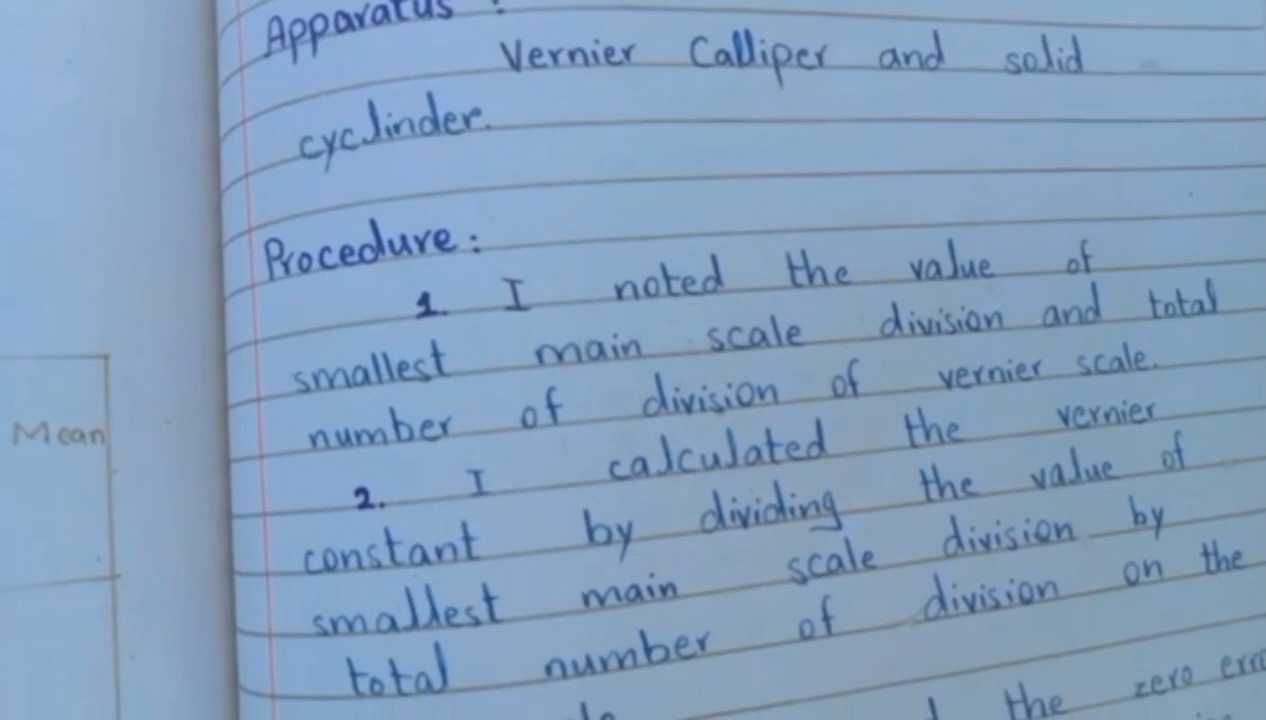 Apparatus :
Vernier Calliper and solid
cyclinder.
Procedure :
1. I noted the value of
smallest main scale division and total
number of division of vernier scale.
Mean
2. I calculated the vernier
constant by dividing the value of
smallest main scale division by
total number of division on the
the zero